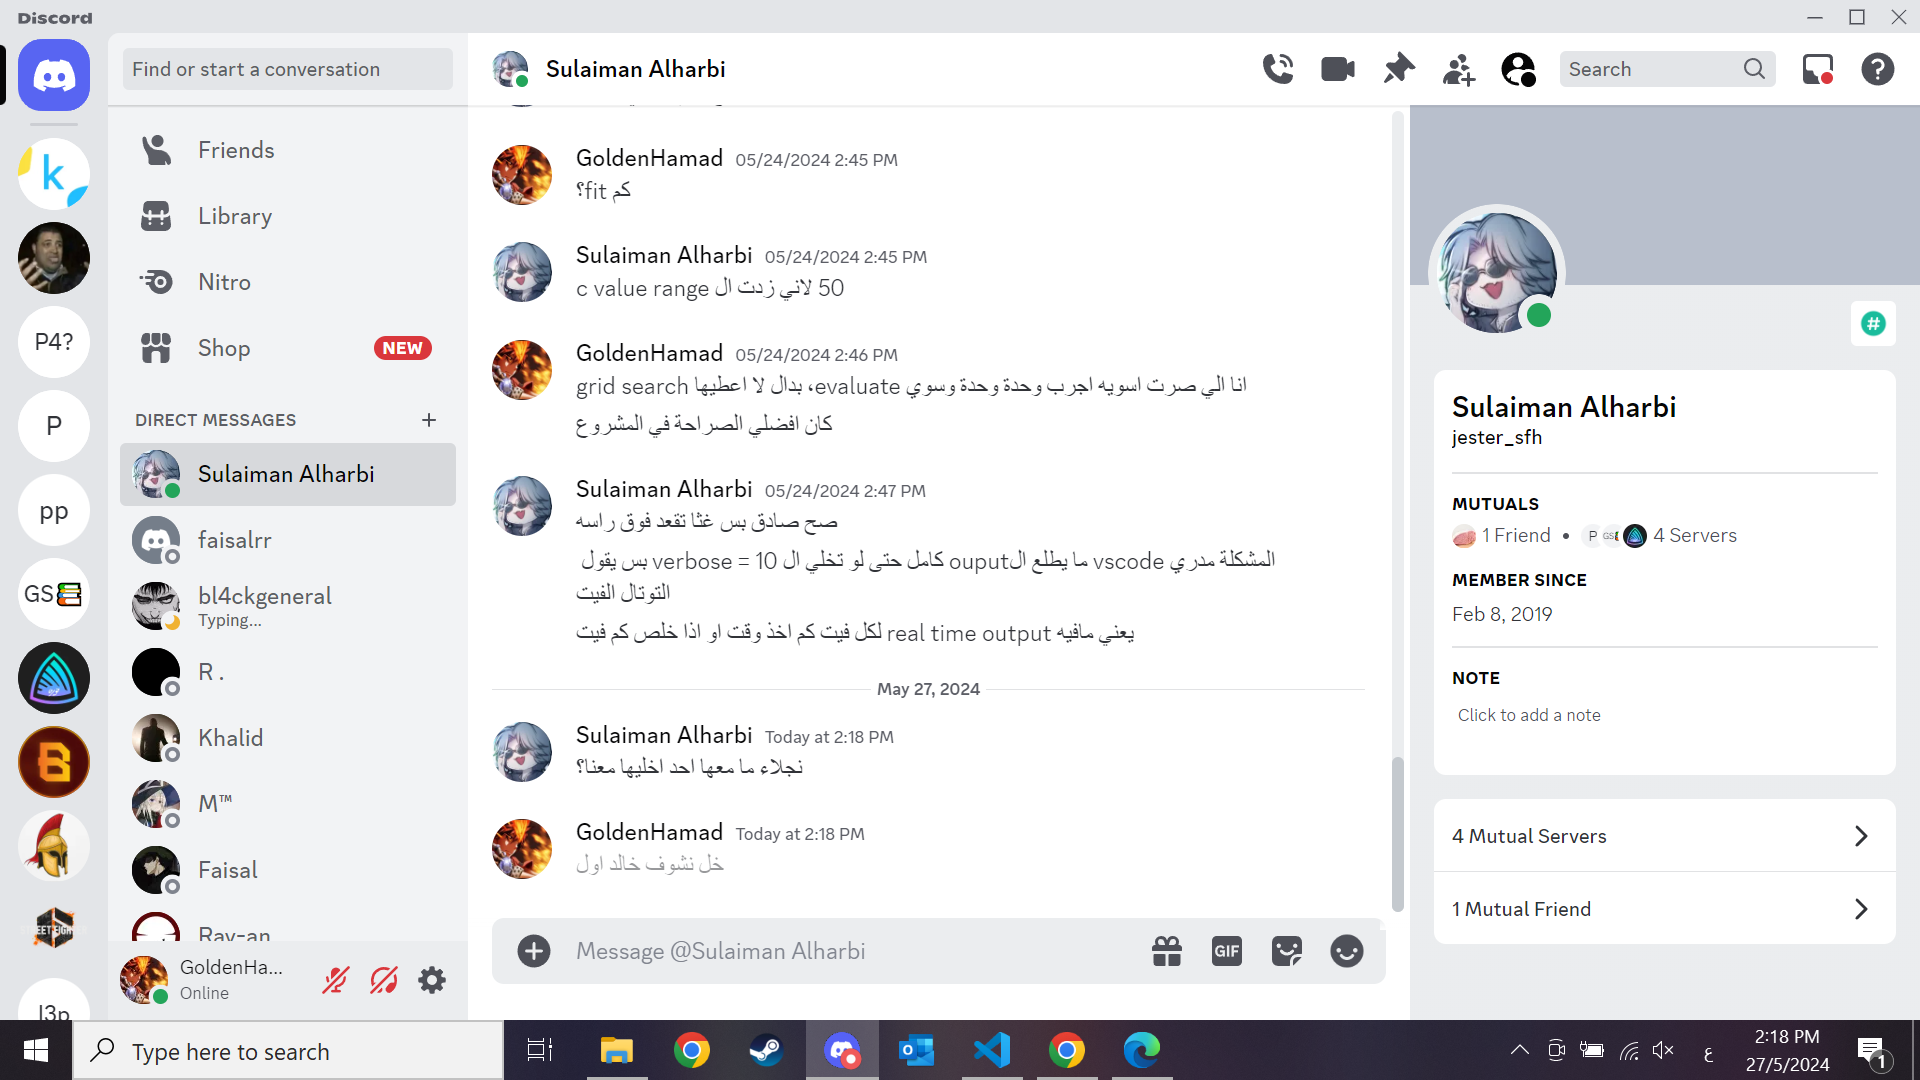 Discord
Find or start a conversation
Friends
Library
Nitro
Shop
NEW
DIRECT MESSAGES
Sulaiman Alharbi
faisalrr
bl4ckgeneral
Typing...
R .
Khalid
M™
Faisal
Ray-an
GoldenHa...
Online
k
P4?
P
pp
GS
B
l3p
Sulaiman Alharbi
Search
GoldenHamad 05/24/2024 2:45 PM
كم fit؟
Sulaiman Alharbi 05/24/2024 2:45 PM
50 لاني زدت ال c value range
GoldenHamad 05/24/2024 2:46 PM
انا الي صرت اسويه اجرب وحدة وحدة وسوي evaluate، بدال لا اعطيها grid search
كان افضلي الصراحة في المشروع
Sulaiman Alharbi 05/24/2024 2:47 PM
صح صادق بس غثا تقعد فوق راسه
المشكلة مدري vscode ما يطلع الouput كامل حتى لو تخلي ال verbose = 10 بس يقول
التوتال الفيت
يعني مافيه real time output لكل فيت كم اخذ وقت او اذا خلص كم فيت
May 27, 2024
Sulaiman Alharbi Today at 2:18 PM
نجلاء ما معها احد اخليها معنا؟
GoldenHamad Today at 2:18 PM
خل نشوف خالد اول
Message @Sulaiman Alharbi
GIF
Sulaiman Alharbi
jester_sfh
MUTUALS
1 Friend • P GS 4 Servers
MEMBER SINCE
Feb 8, 2019
NOTE
Click to add a note
4 Mutual Servers
1 Mutual Friend
Type here to search
ع
2:18 PM
27/5/2024
1